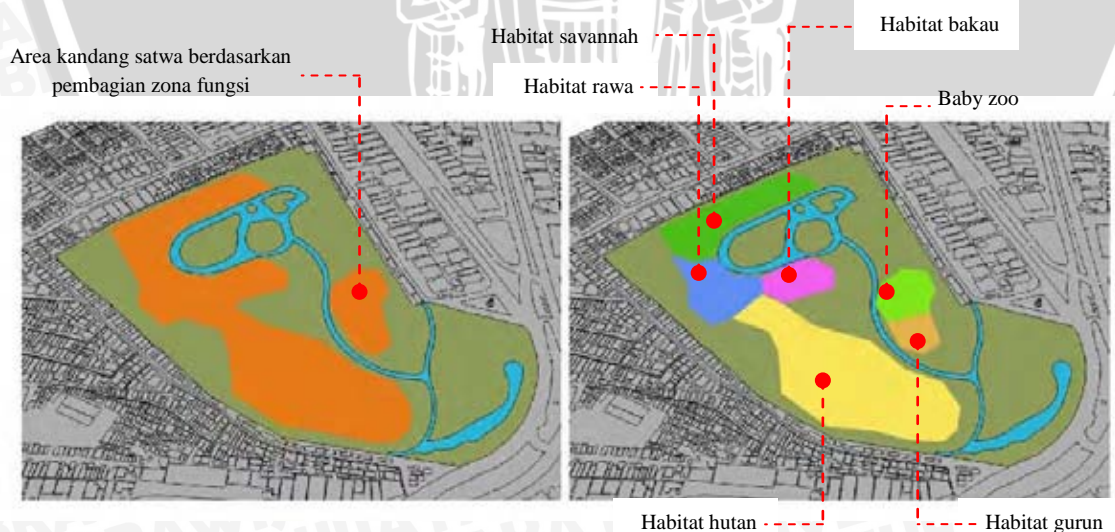 Area kandang satwa berdasarkan
pembagian zona fungsi
Habitat savannah
Habitat bakau
Habitat rawa
Baby zoo
Habitat hutan
Habitat gurun